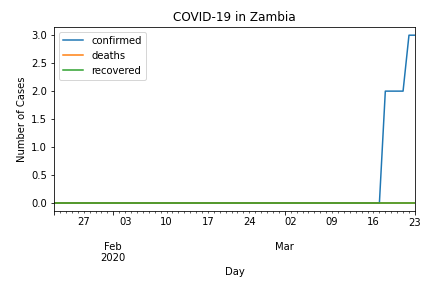 COVID-19 in Zambia
confirmed
deaths
recovered
Number of Cases
3.0
2.5
2.0
1.5
1.0
0.5
0.0
27 03 10 17 24 02 09 16 23
Feb Mar
2020
Day